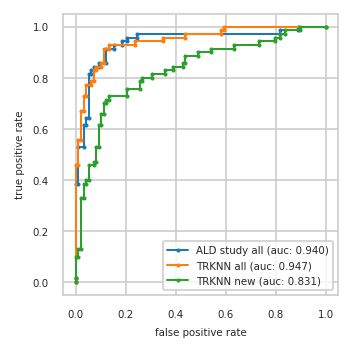 1.0
0.8
0.6
0.4
0.2
0.0
true positive rate
ALD study all (auc: 0.940)
TRKNN all (auc: 0.947)
TRKNN new (auc: 0.831)
0.0 0.2 0.4 0.6 0.8 1.0
false positive rate